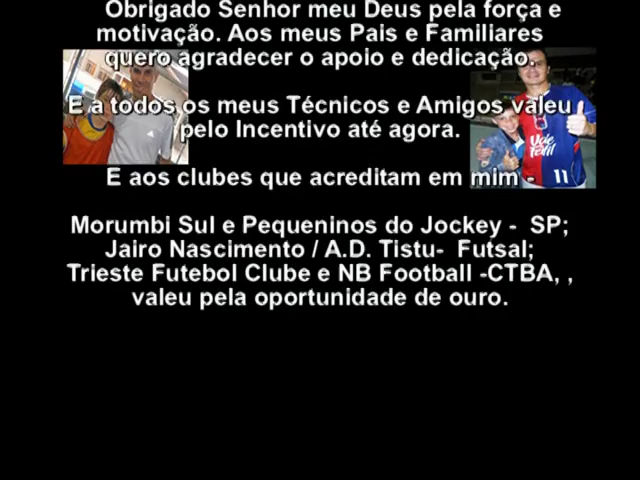 Obrigado Senhor meu Deus pela força e
motivação. Aos meus Pais e Familiares
quero agradecer o apoio e dedicação.
E a todos os meus Técnicos e Amigos valeu
pelo Incentivo até agora.
E aos clubes que acreditam em mim -
Morumbi Sul e Pequeninos do Jockey - SP;
Jairo Nascimento / A.D. Tistu- Futsal;
Trieste Futebol Clube e NB Football -CTBA, ,
valeu pela oportunidade de ouro.
11